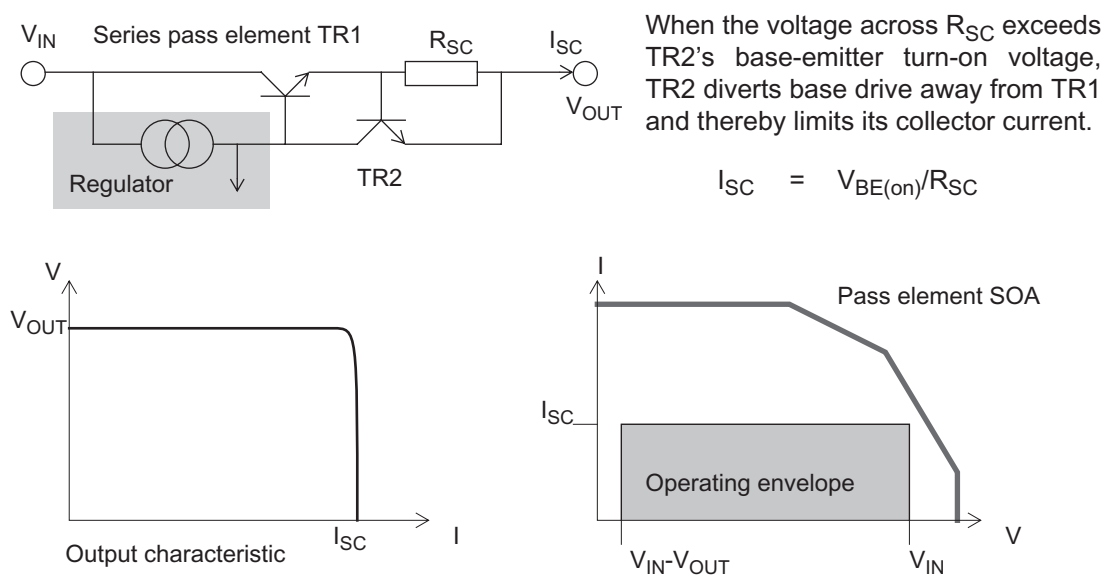 V_IN
Series pass element TR1
R_SC
I_SC
V_OUT
Regulator
TR2
When the voltage across R_SC exceeds
TR2's base-emitter turn-on voltage,
TR2 diverts base drive away from TR1
and thereby limits its collector current.
I_SC = V_BE(on)/R_SC
V
V_OUT
I_SC
I
Output characteristic
I
Pass element SOA
I_SC
Operating envelope
V_IN-V_OUT
V_IN
V